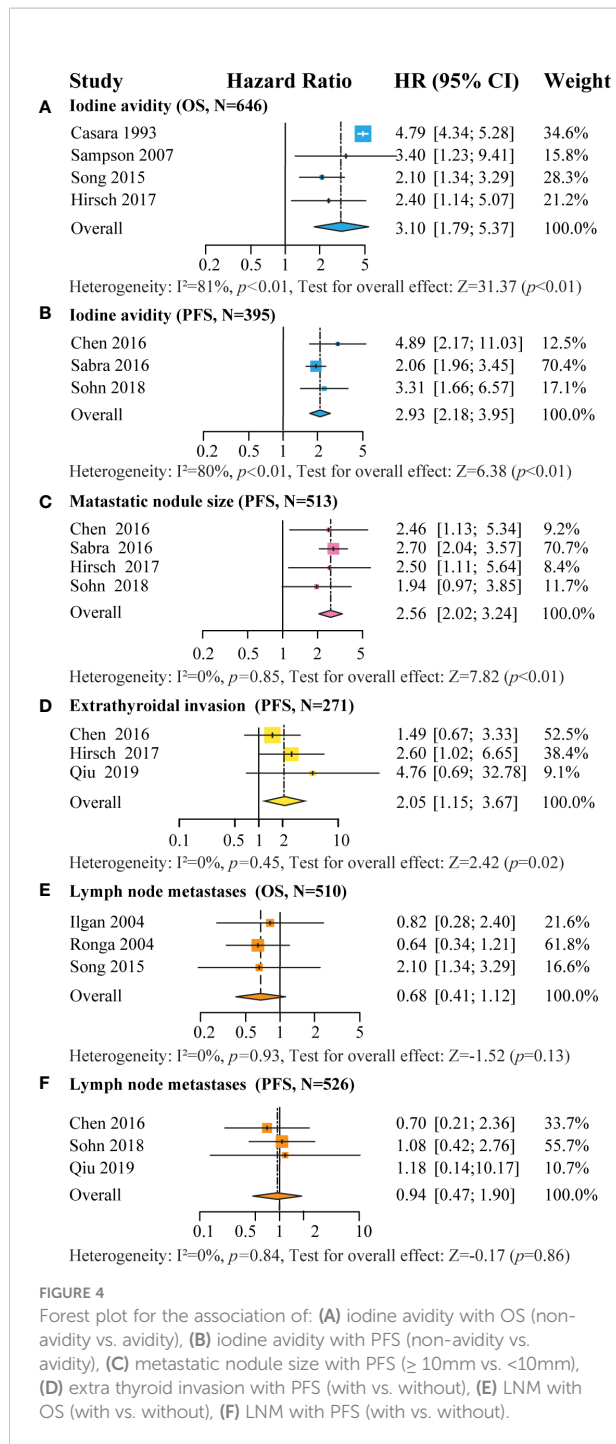 Study Hazard Ratio HR (95% CI) Weight
A Iodine avidity (OS, N=646)
Casara 1993 4.79 [4.34; 5.28] 34.6%
Sampson 2007 3.40 [1.23; 9.41] 15.8%
Song 2015 2.10 [1.34; 3.29] 28.3%
Hirsch 2017 2.40 [1.14; 5.07] 21.2%
Overall 3.10 [1.79; 5.37] 100.0%
0.2 0.5 1 2 5
Heterogeneity: I²=81%, p<0.01, Test for overall effect: Z=31.37 (p<0.01)
B Iodine avidity (PFS, N=395)
Chen 2016 4.89 [2.17; 11.03] 12.5%
Sabra 2016 2.06 [1.96; 3.45] 70.4%
Sohn 2018 3.31 [1.66; 6.57] 17.1%
Overall 2.93 [2.18; 3.95] 100.0%
0.2 0.5 1 2 5
Heterogeneity: I²=80%, p<0.01, Test for overall effect: Z=6.38 (p<0.01)
C Matastatic nodule size (PFS, N=513)
Chen 2016 2.46 [1.13; 5.34] 9.2%
Sabra 2016 2.70 [2.04; 3.57] 70.7%
Hirsch 2017 2.50 [1.11; 5.64] 8.4%
Sohn 2018 1.94 [0.97; 3.85] 11.7%
Overall 2.56 [2.02; 3.24] 100.0%
0.2 0.5 1 2 5
Heterogeneity: I²=0%, p=0.85, Test for overall effect: Z=7.82 (p<0.01)
D Extrathyroidal invasion (PFS, N=271)
Chen 2016 1.49 [0.67; 3.33] 52.5%
Hirsch 2017 2.60 [1.02; 6.65] 38.4%
Qiu 2019 4.76 [0.69; 32.78] 9.1%
Overall 2.05 [1.15; 3.67] 100.0%
0.1 0.5 1 2 10
Heterogeneity: I²=0%, p=0.45, Test for overall effect: Z=2.42 (p=0.02)
E Lymph node metastases (OS, N=510)
Ilgan 2004 0.82 [0.28; 2.40] 21.6%
Ronga 2004 0.64 [0.34; 1.21] 61.8%
Song 2015 2.10 [1.34; 3.29] 16.6%
Overall 0.68 [0.41; 1.12] 100.0%
0.2 0.5 1 2 5
Heterogeneity: I²=0%, p=0.93, Test for overall effect: Z=-1.52 (p=0.13)
F Lymph node metastases (PFS, N=526)
Chen 2016 0.70 [0.21; 2.36] 33.7%
Sohn 2018 1.08 [0.42; 2.76] 55.7%
Qiu 2019 1.18 [0.14;10.17] 10.7%
Overall 0.94 [0.47; 1.90] 100.0%
0.1 0.5 1 2 10
Heterogeneity: I²=0%, p=0.84, Test for overall effect: Z=-0.17 (p=0.86)
FIGURE 4
Forest plot for the association of: (A) iodine avidity with OS (non-
avidity vs. avidity), (B) iodine avidity with PFS (non-avidity vs.
avidity), (C) metastatic nodule size with PFS (≥ 10mm vs. <10mm),
(D) extra thyroid invasion with PFS (with vs. without), (E) LNM with
OS (with vs. without), (F) LNM with PFS (with vs. without).